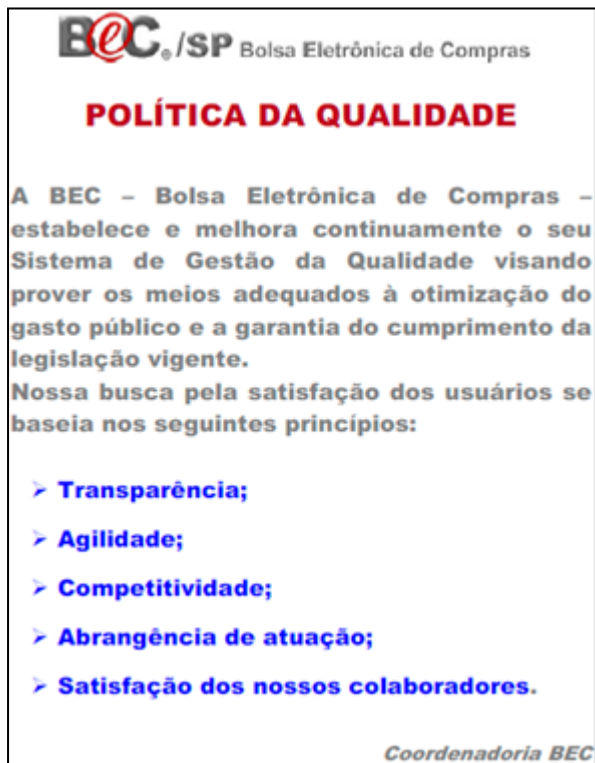 BeC®/SP Bolsa Eletrônica de Compras
POLÍTICA DA QUALIDADE
A BEC – Bolsa Eletrônica de Compras –
estabelece e melhora continuamente o seu
Sistema de Gestão da Qualidade visando
prover os meios adequados à otimização do
gasto público e a garantia do cumprimento da
legislação vigente.
Nossa busca pela satisfação dos usuários se
baseia nos seguintes princípios:
➢ Transparência;
➢ Agilidade;
➢ Competitividade;
➢ Abrangência de atuação;
➢ Satisfação dos nossos colaboradores.
Coordenadoria BEC